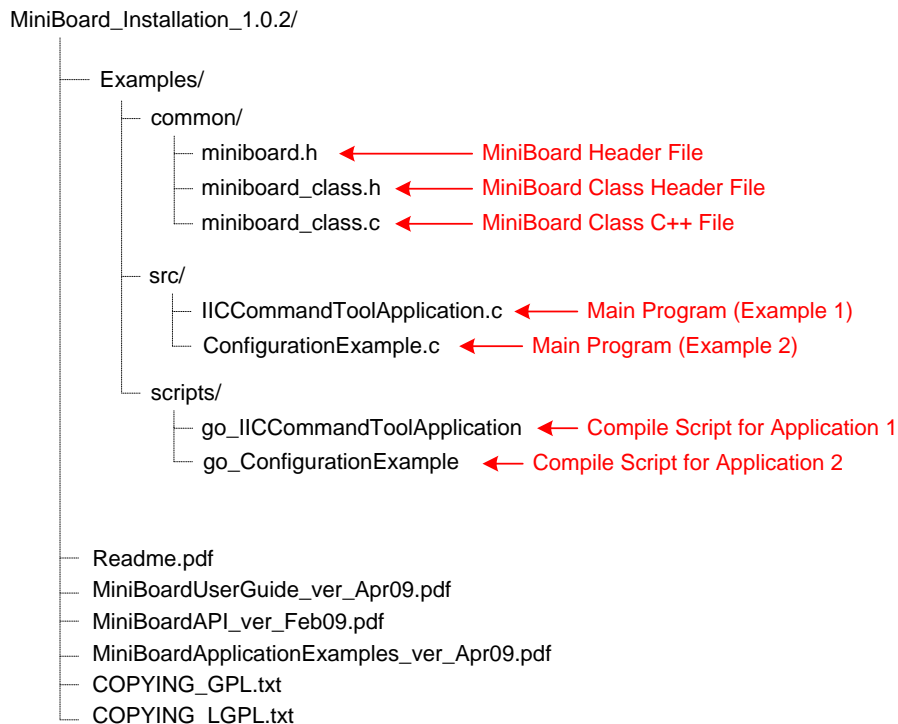 MiniBoard_Installation_1.0.2/
Examples/
common/
miniboard.h MiniBoard Header File
miniboard_class.h MiniBoard Class Header File
miniboard_class.c MiniBoard Class C++ File
src/
IICCommandToolApplication.c Main Program (Example 1)
ConfigurationExample.c Main Program (Example 2)
scripts/
go_IICCommandToolApplication Compile Script for Application 1
go_ConfigurationExample Compile Script for Application 2
Readme.pdf
MiniBoardUserGuide_ver_Apr09.pdf
MiniBoardAPI_ver_Feb09.pdf
MiniBoardApplicationExamples_ver_Apr09.pdf
COPYING_GPL.txt
COPYING_LGPL.txt